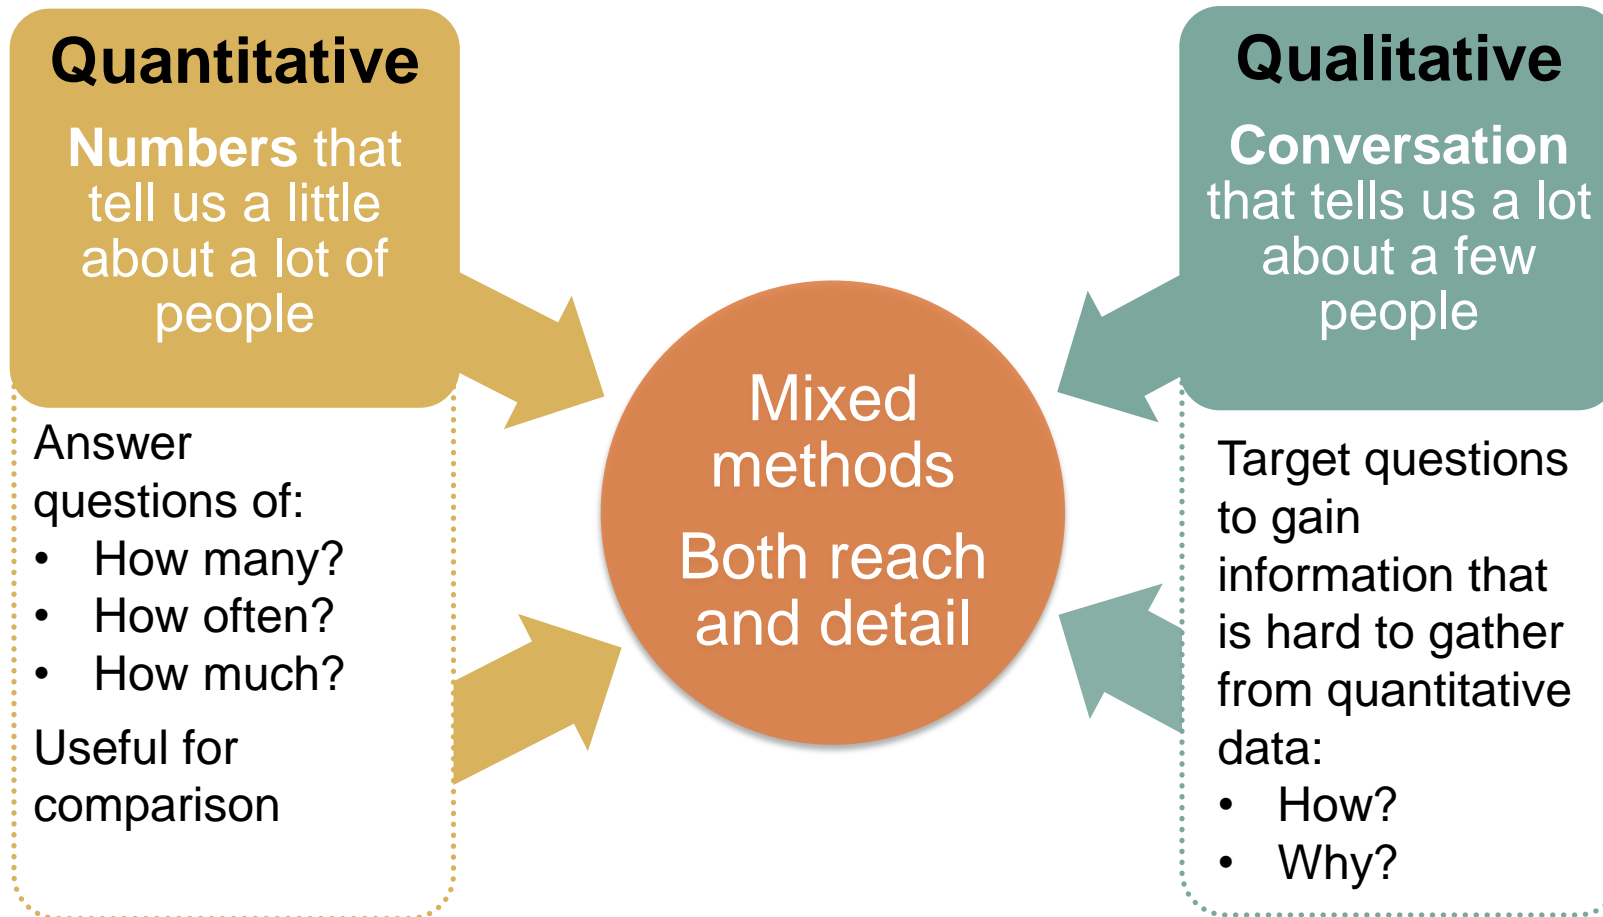 Quantitative
Numbers that
tell us a little
about a lot of
people
Answer
questions of:
• How many?
• How often?
• How much?
Useful for
comparison
Mixed
methods
Both reach
and detail
Qualitative
Conversation
that tells us a lot
about a few
people
Target questions
to gain
information that
is hard to gather
from quantitative
data:
• How?
• Why?